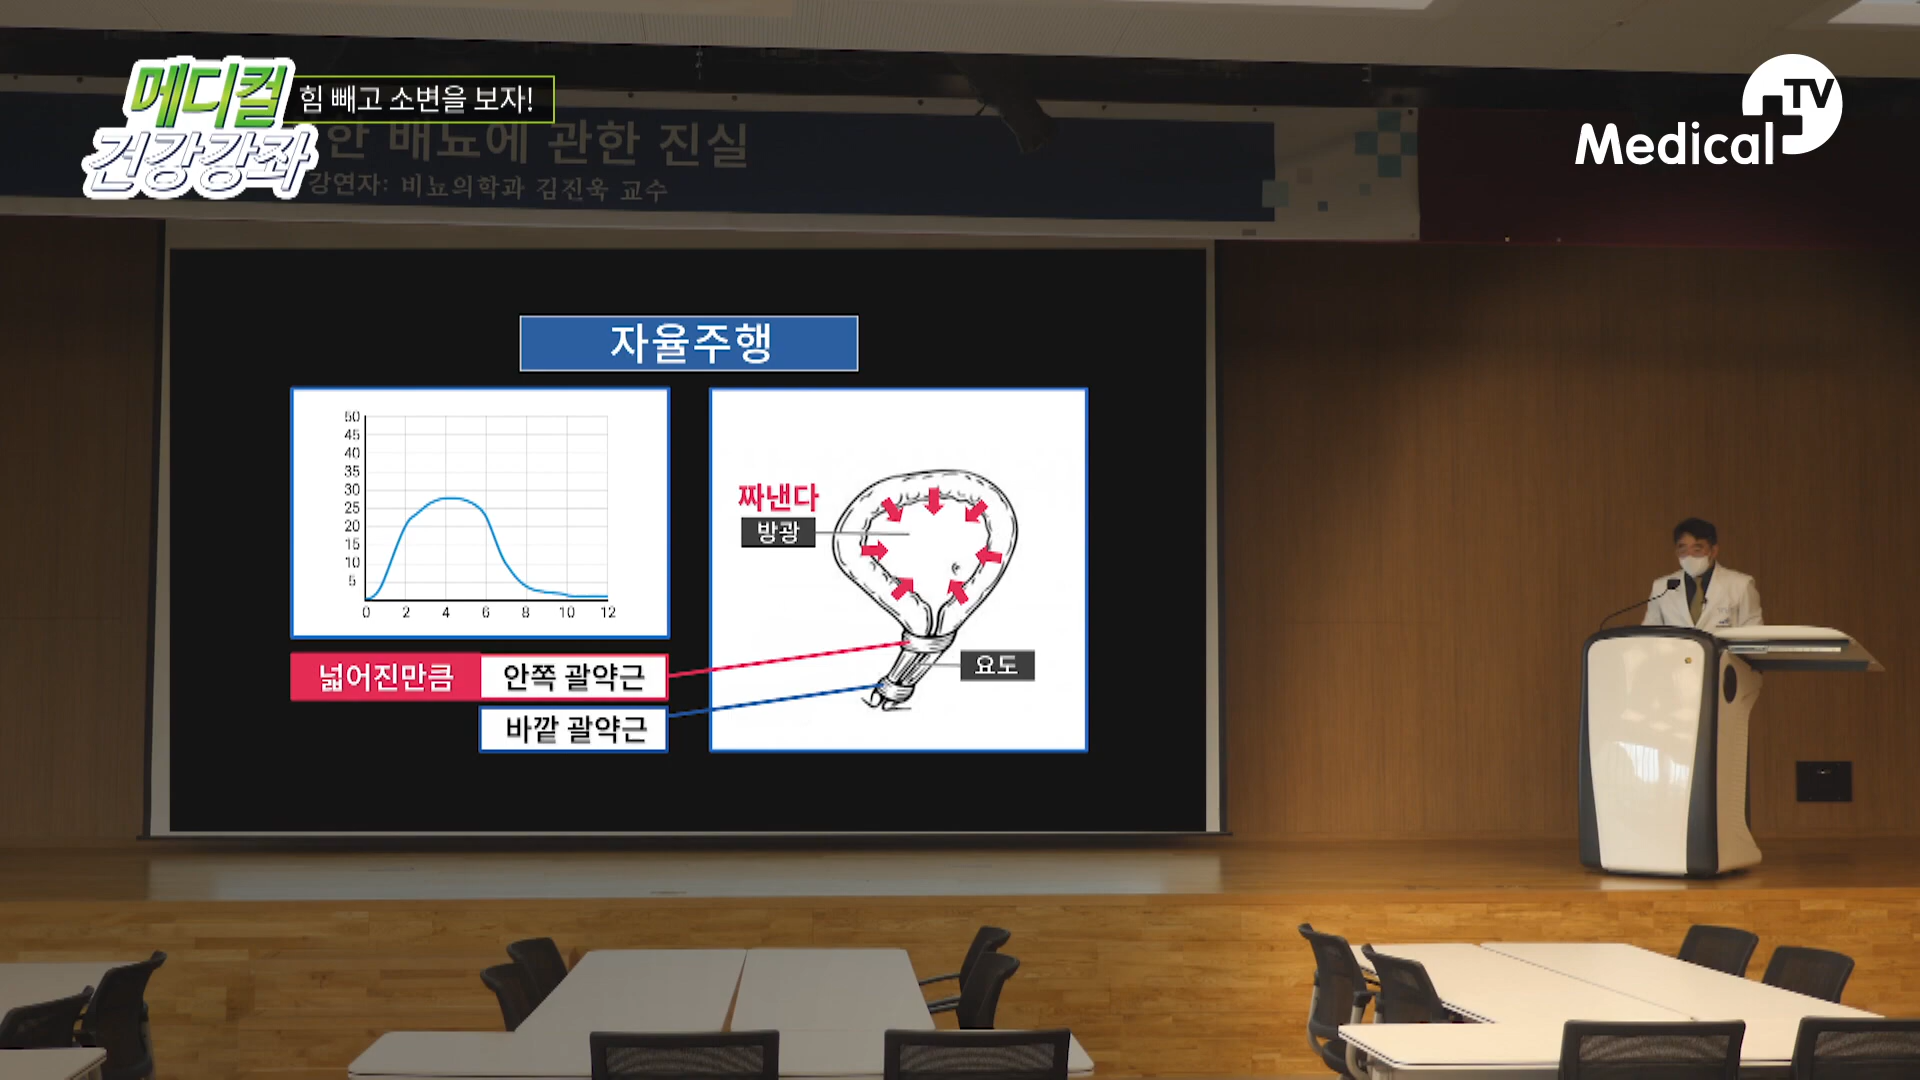 메디컬
건강강좌
힘 빼고 소변을 보자!
Medical TV
안 배뇨에 관한 진실
강연자: 비뇨의학과 김진욱 교수
자율주행
50
45
40
35
30
25
20
15
10
5
0 2 4 6 8 10 12
짜낸다
방광
요도
넓어진만큼 안쪽 괄약근
바깥 괄약근